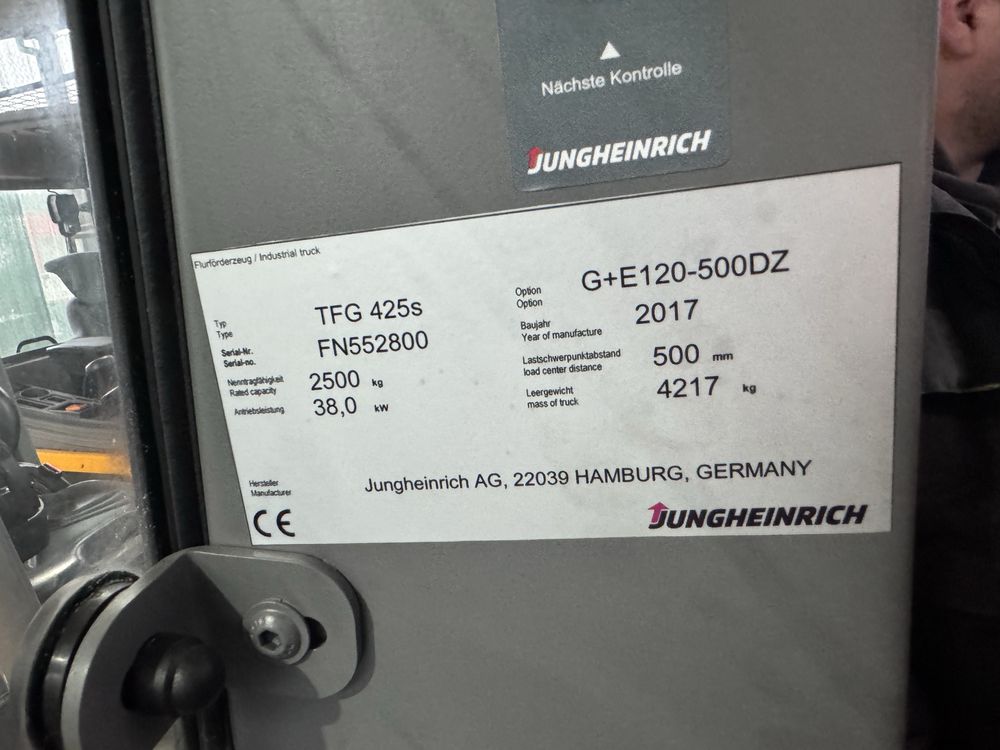 Nächste Kontrolle
JUNGHEINRICH
Flurförderzeug / Industrial truck
Typ
Type
TFG 425s
Serial-Nr.
Serial-no.
FN552800
Nenntragfähigkeit
Rated capacity
2500 kg
Antriebsleistung
38,0 kW
Option
Option
G+E120-500DZ
Baujahr
Year of manufacture
2017
Lastschwerpunktabstand
load center distance
500 mm
Leergewicht
mass of truck
4217 kg
Hersteller
Manufacturer
Jungheinrich AG, 22039 HAMBURG, GERMANY
CE
JUNGHEINRICH